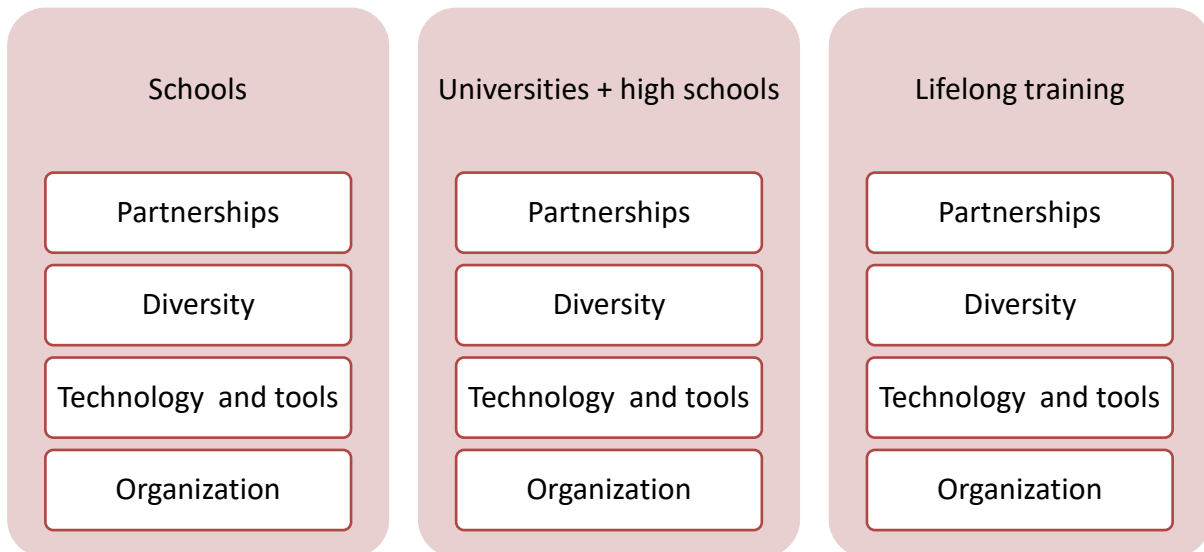 Schools
Partnerships
Diversity
Technology  and tools
Organization
Universities + high schools
Partnerships
Diversity
Technology  and tools
Organization
Lifelong training
Partnerships
Diversity
Technology  and tools
Organization